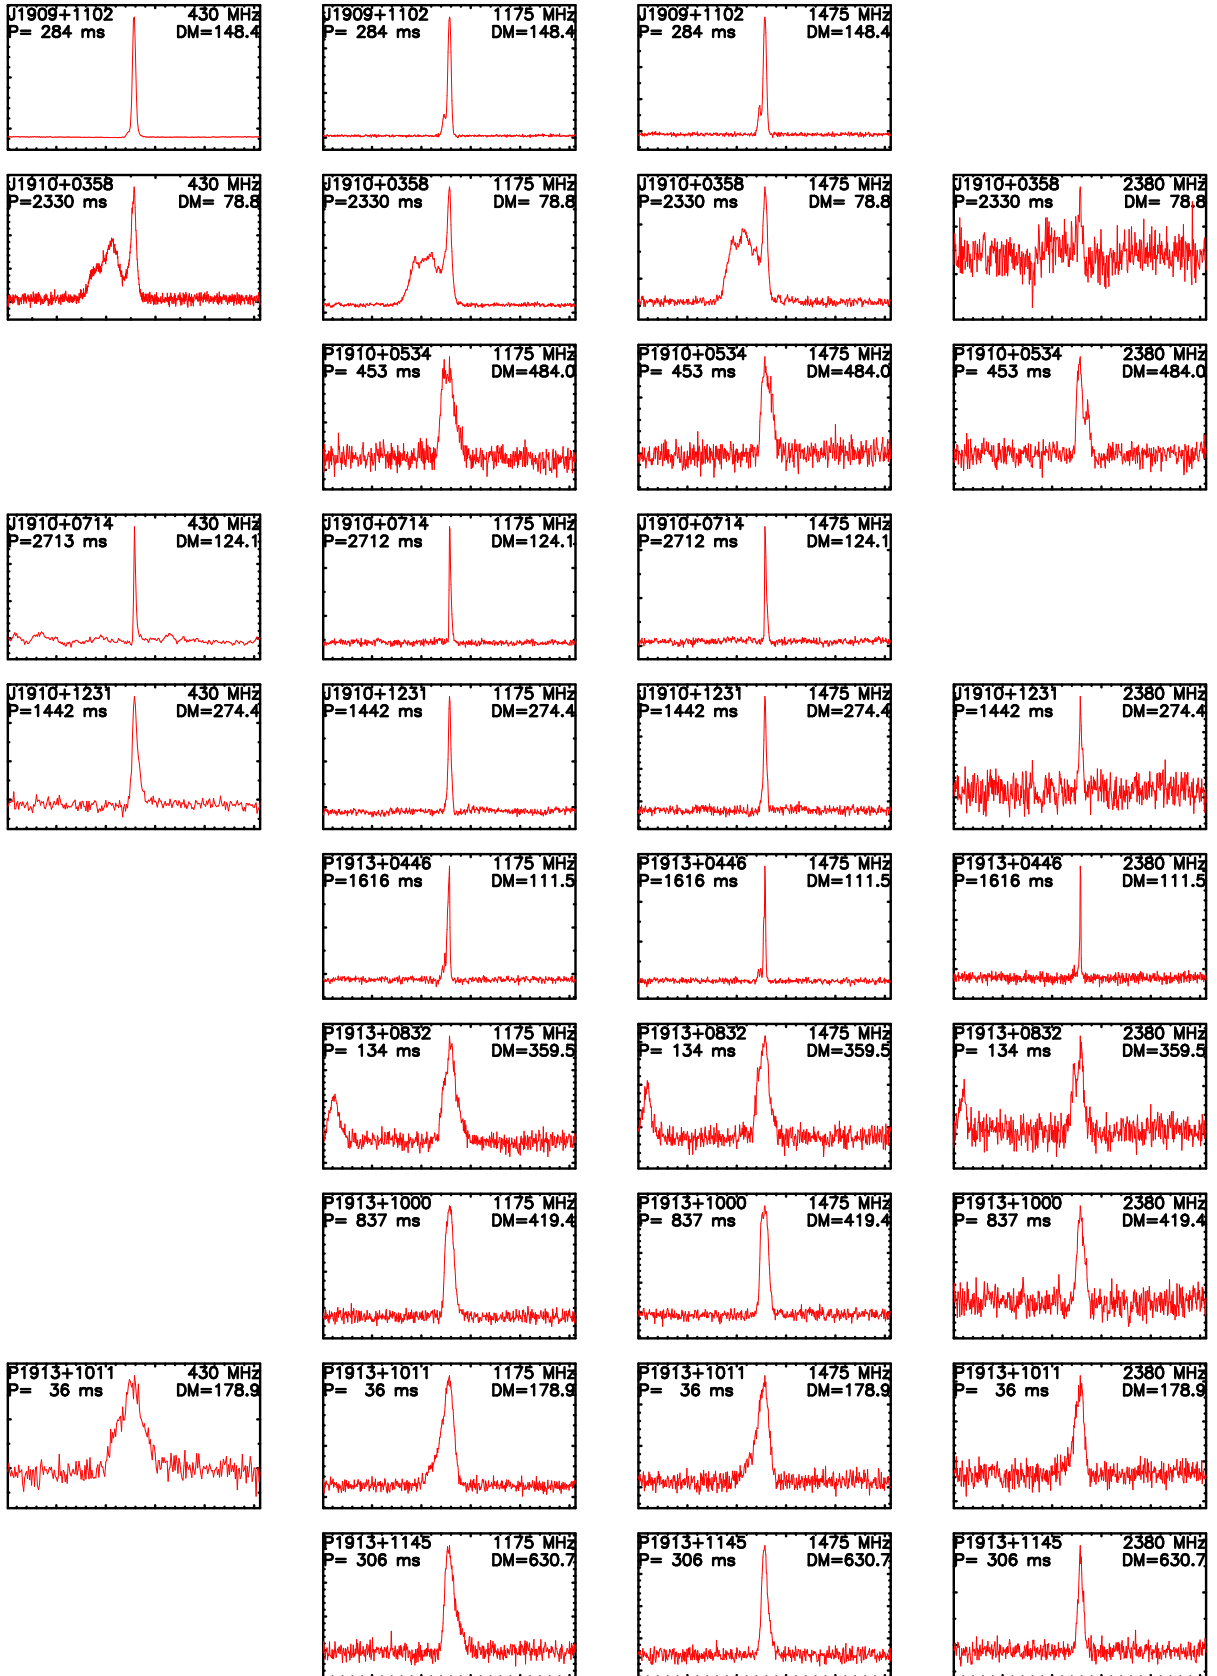 J1909+1102 430 MHz
P= 284 ms DM=148.4
J1909+1102 1175 MHz
P= 284 ms DM=148.4
J1909+1102 1475 MHz
P= 284 ms DM=148.4
J1910+0358 430 MHz
P=2330 ms DM= 78.8
J1910+0358 1175 MHz
P=2330 ms DM= 78.8
J1910+0358 1475 MHz
P=2330 ms DM= 78.8
J1910+0358 2380 MHz
P=2330 ms DM= 78.8
P1910+0534 1175 MHz
P= 453 ms DM=484.0
P1910+0534 1475 MHz
P= 453 ms DM=484.0
P1910+0534 2380 MHz
P= 453 ms DM=484.0
J1910+0714 430 MHz
P=2713 ms DM=124.1
J1910+0714 1175 MHz
P=2712 ms DM=124.1
J1910+0714 1475 MHz
P=2712 ms DM=124.1
J1910+1231 430 MHz
P=1442 ms DM=274.4
J1910+1231 1175 MHz
P=1442 ms DM=274.4
J1910+1231 1475 MHz
P=1442 ms DM=274.4
J1910+1231 2380 MHz
P=1442 ms DM=274.4
P1913+0446 1175 MHz
P=1616 ms DM=111.5
P1913+0446 1475 MHz
P=1616 ms DM=111.5
P1913+0446 2380 MHz
P=1616 ms DM=111.5
P1913+0832 1175 MHz
P= 134 ms DM=359.5
P1913+0832 1475 MHz
P= 134 ms DM=359.5
P1913+0832 2380 MHz
P= 134 ms DM=359.5
P1913+1000 1175 MHz
P= 837 ms DM=419.4
P1913+1000 1475 MHz
P= 837 ms DM=419.4
P1913+1000 2380 MHz
P= 837 ms DM=419.4
P1913+1011 430 MHz
P= 36 ms DM=178.9
P1913+1011 1175 MHz
P= 36 ms DM=178.9
P1913+1011 1475 MHz
P= 36 ms DM=178.9
P1913+1011 2380 MHz
P= 36 ms DM=178.9
P1913+1145 1175 MHz
P= 306 ms DM=630.7
P1913+1145 1475 MHz
P= 306 ms DM=630.7
P1913+1145 2380 MHz
P= 306 ms DM=630.7